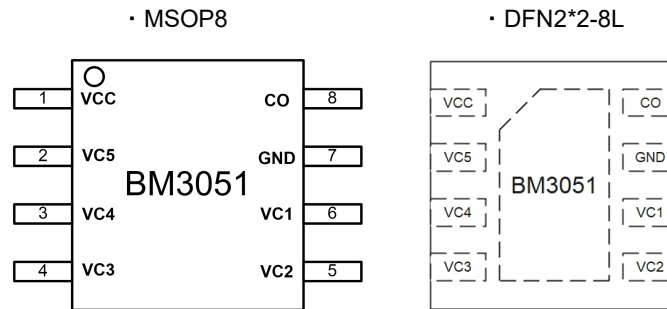 · MSOP8
· DFN2*2-8L
1 VCC CO 8
2 VC5 GND 7
BM3051
3 VC4 VC1 6
4 VC3 VC2 5
VCC CO
VC5 GND
BM3051
VC4 VC1
VC3 VC2